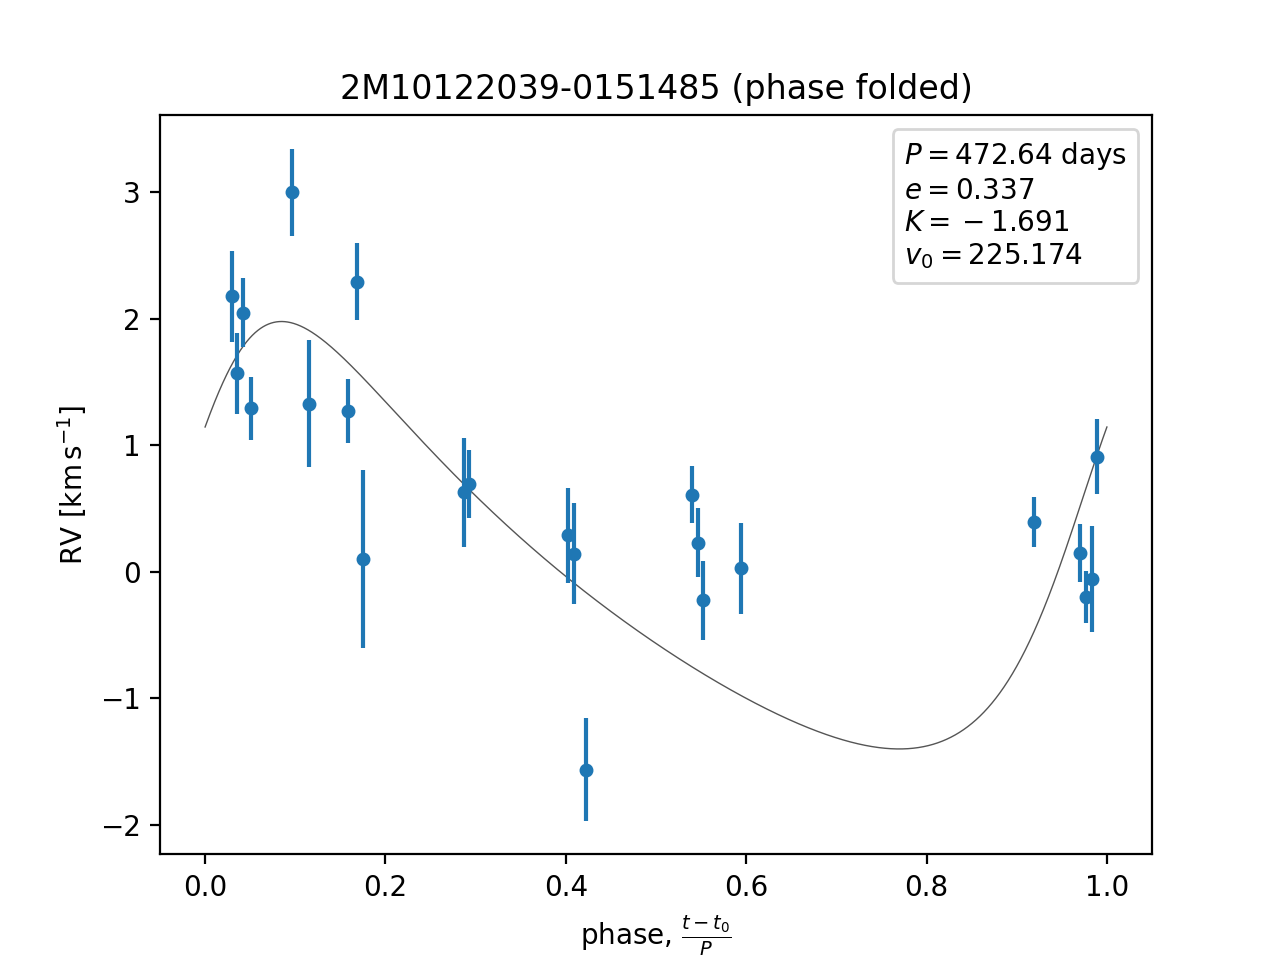 2M10122039-0151485 (phase folded)
P = 472.64 days
e = 0.337
K = −1.691
v₀ = 225.174
3
2
1
0
−1
−2
RV [km s⁻¹]
0.0 0.2 0.4 0.6 0.8 1.0
phase, (t − t₀)/P